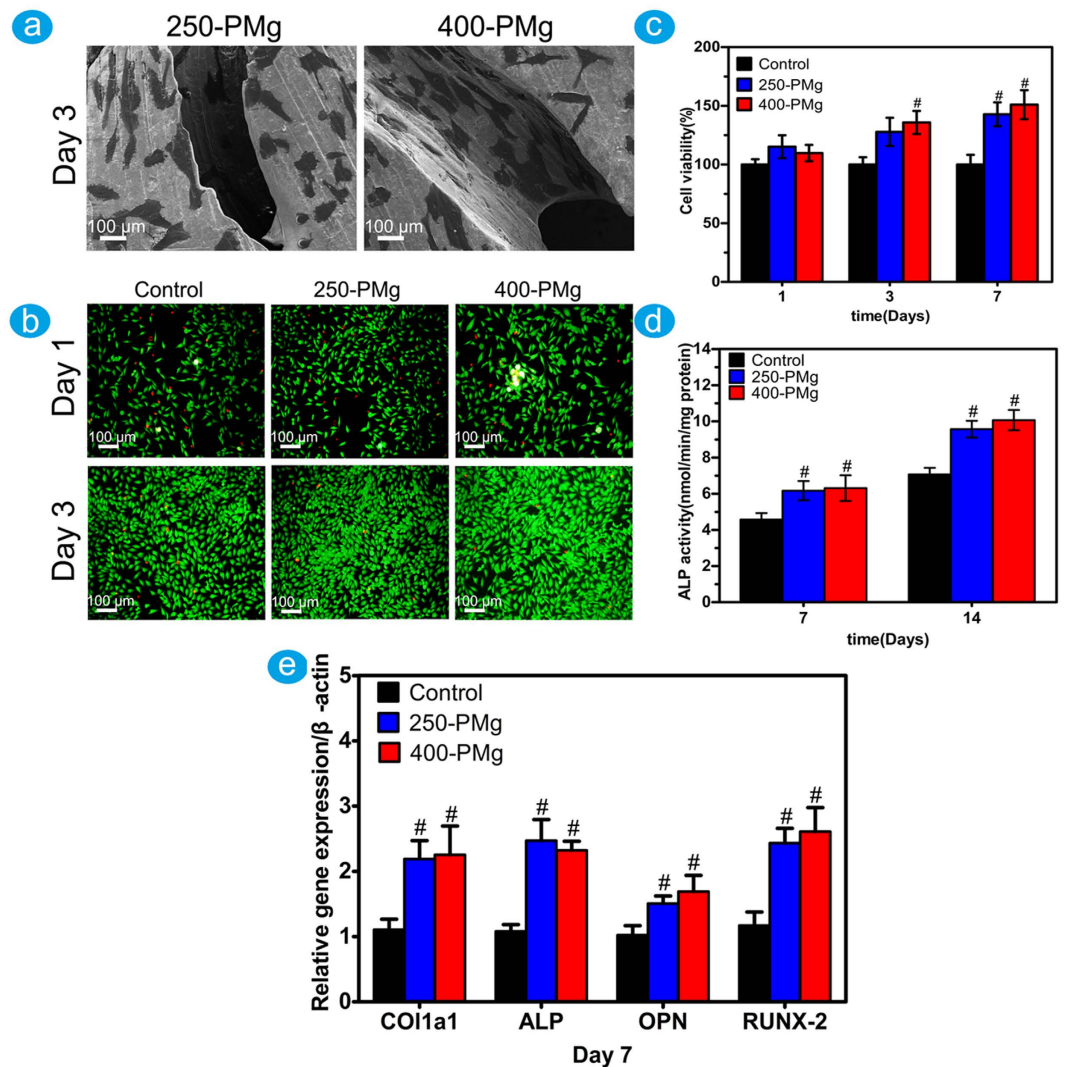 a
250-PMg
400-PMg
Day 3
100 µm
100 µm
b
Control
250-PMg
400-PMg
Day 1
100 µm
100 µm
100 µm
Day 3
100 µm
100 µm
100 µm
c
200
150
100
50
0
Cell viability(%)
Control
250-PMg
400-PMg
#
#
#
1
3
7
time(Days)
d
14
12
10
8
6
4
2
0
ALP activity(nmol/min/mg protein)
Control
250-PMg
400-PMg
#
#
#
#
7
14
time(Days)
e
5
4
3
2
1
0
Relative gene expression/β -actin
Control
250-PMg
400-PMg
#
#
#
#
#
#
#
#
COl1a1
ALP
OPN
RUNX-2
Day 7